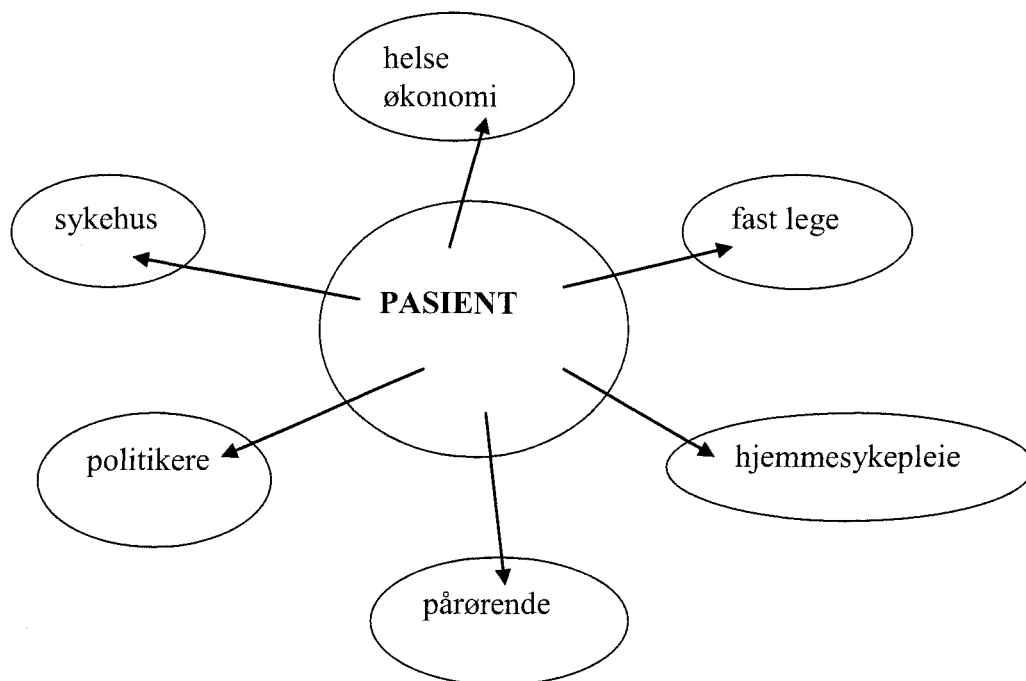 helse
økonomi
sykehus
fast lege
PASIENT
politikere
hjemmesykepleie
pårørende